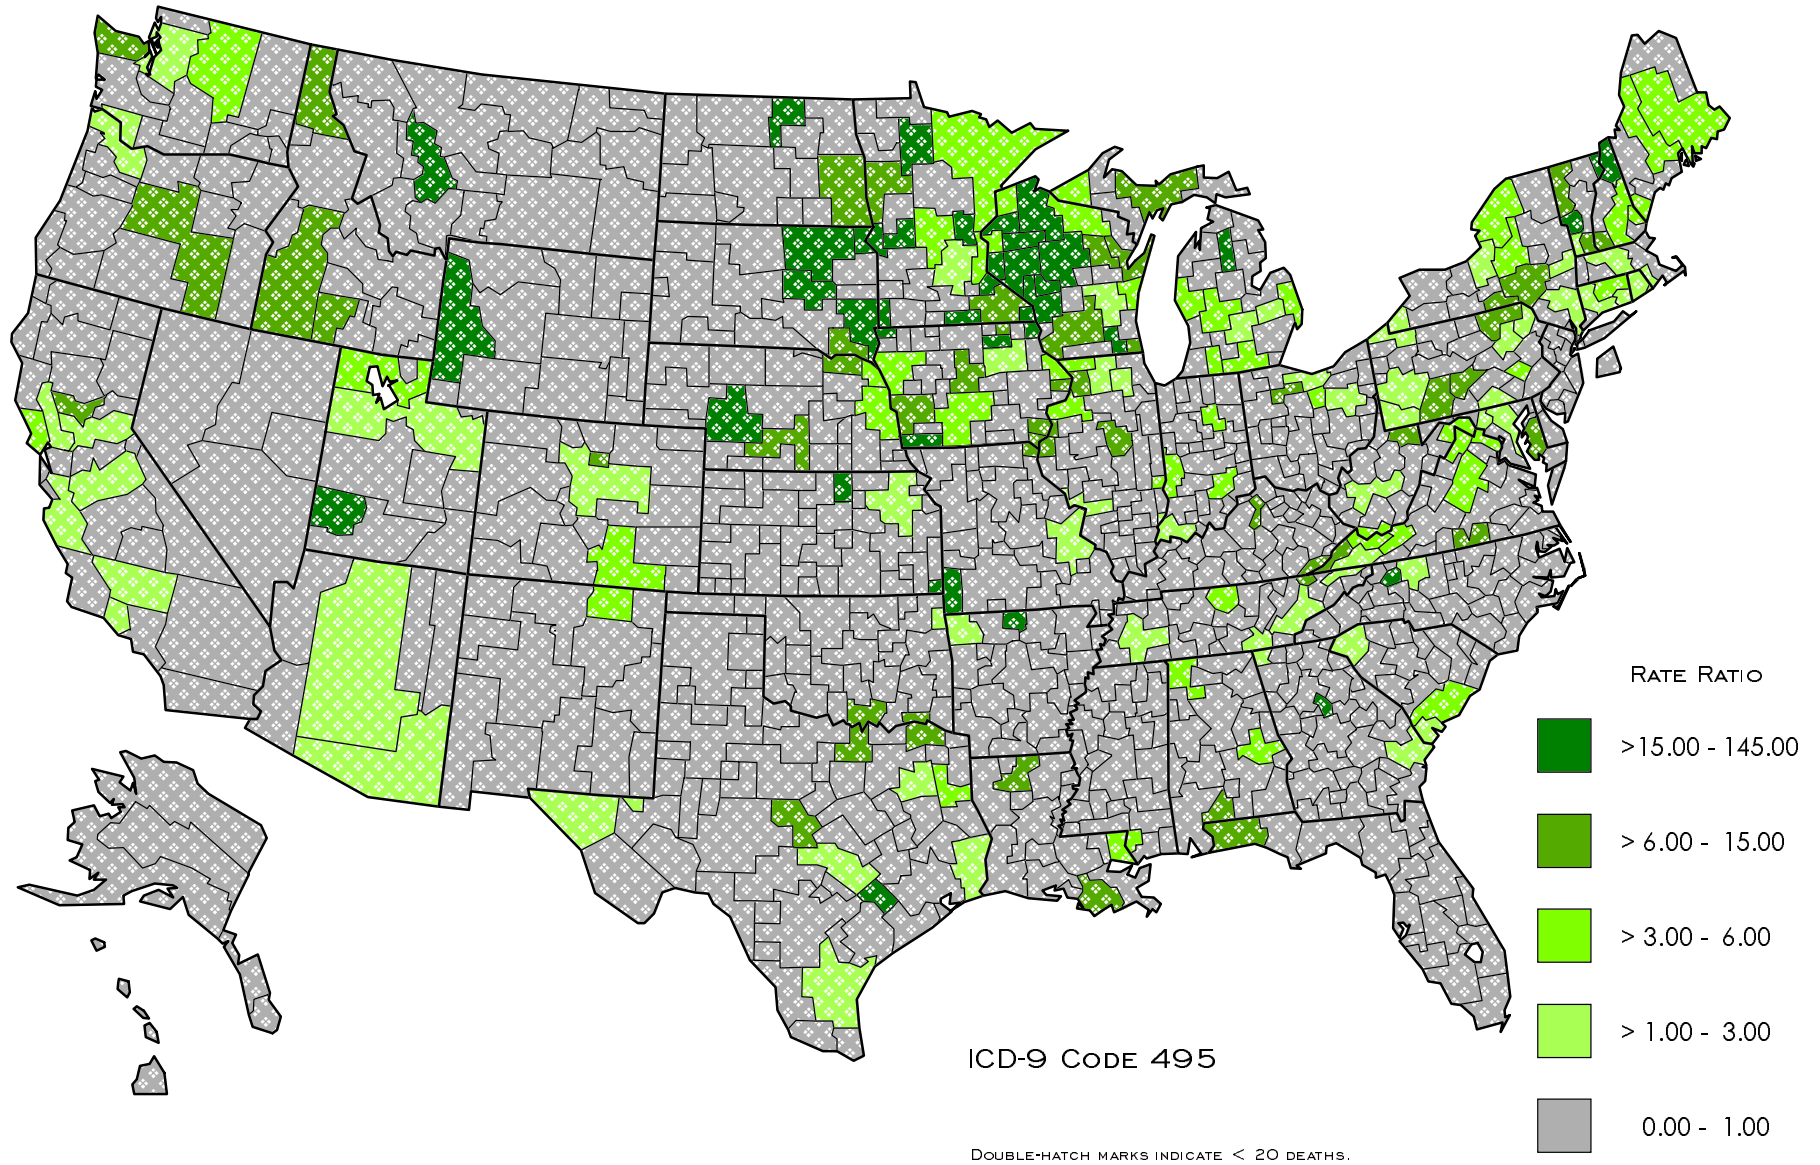 Rate Ratio
>15.00 - 145.00
> 6.00 - 15.00
> 3.00 - 6.00
> 1.00 - 3.00
0.00 - 1.00
ICD-9 Code 495
Double-hatch marks indicate < 20 deaths.